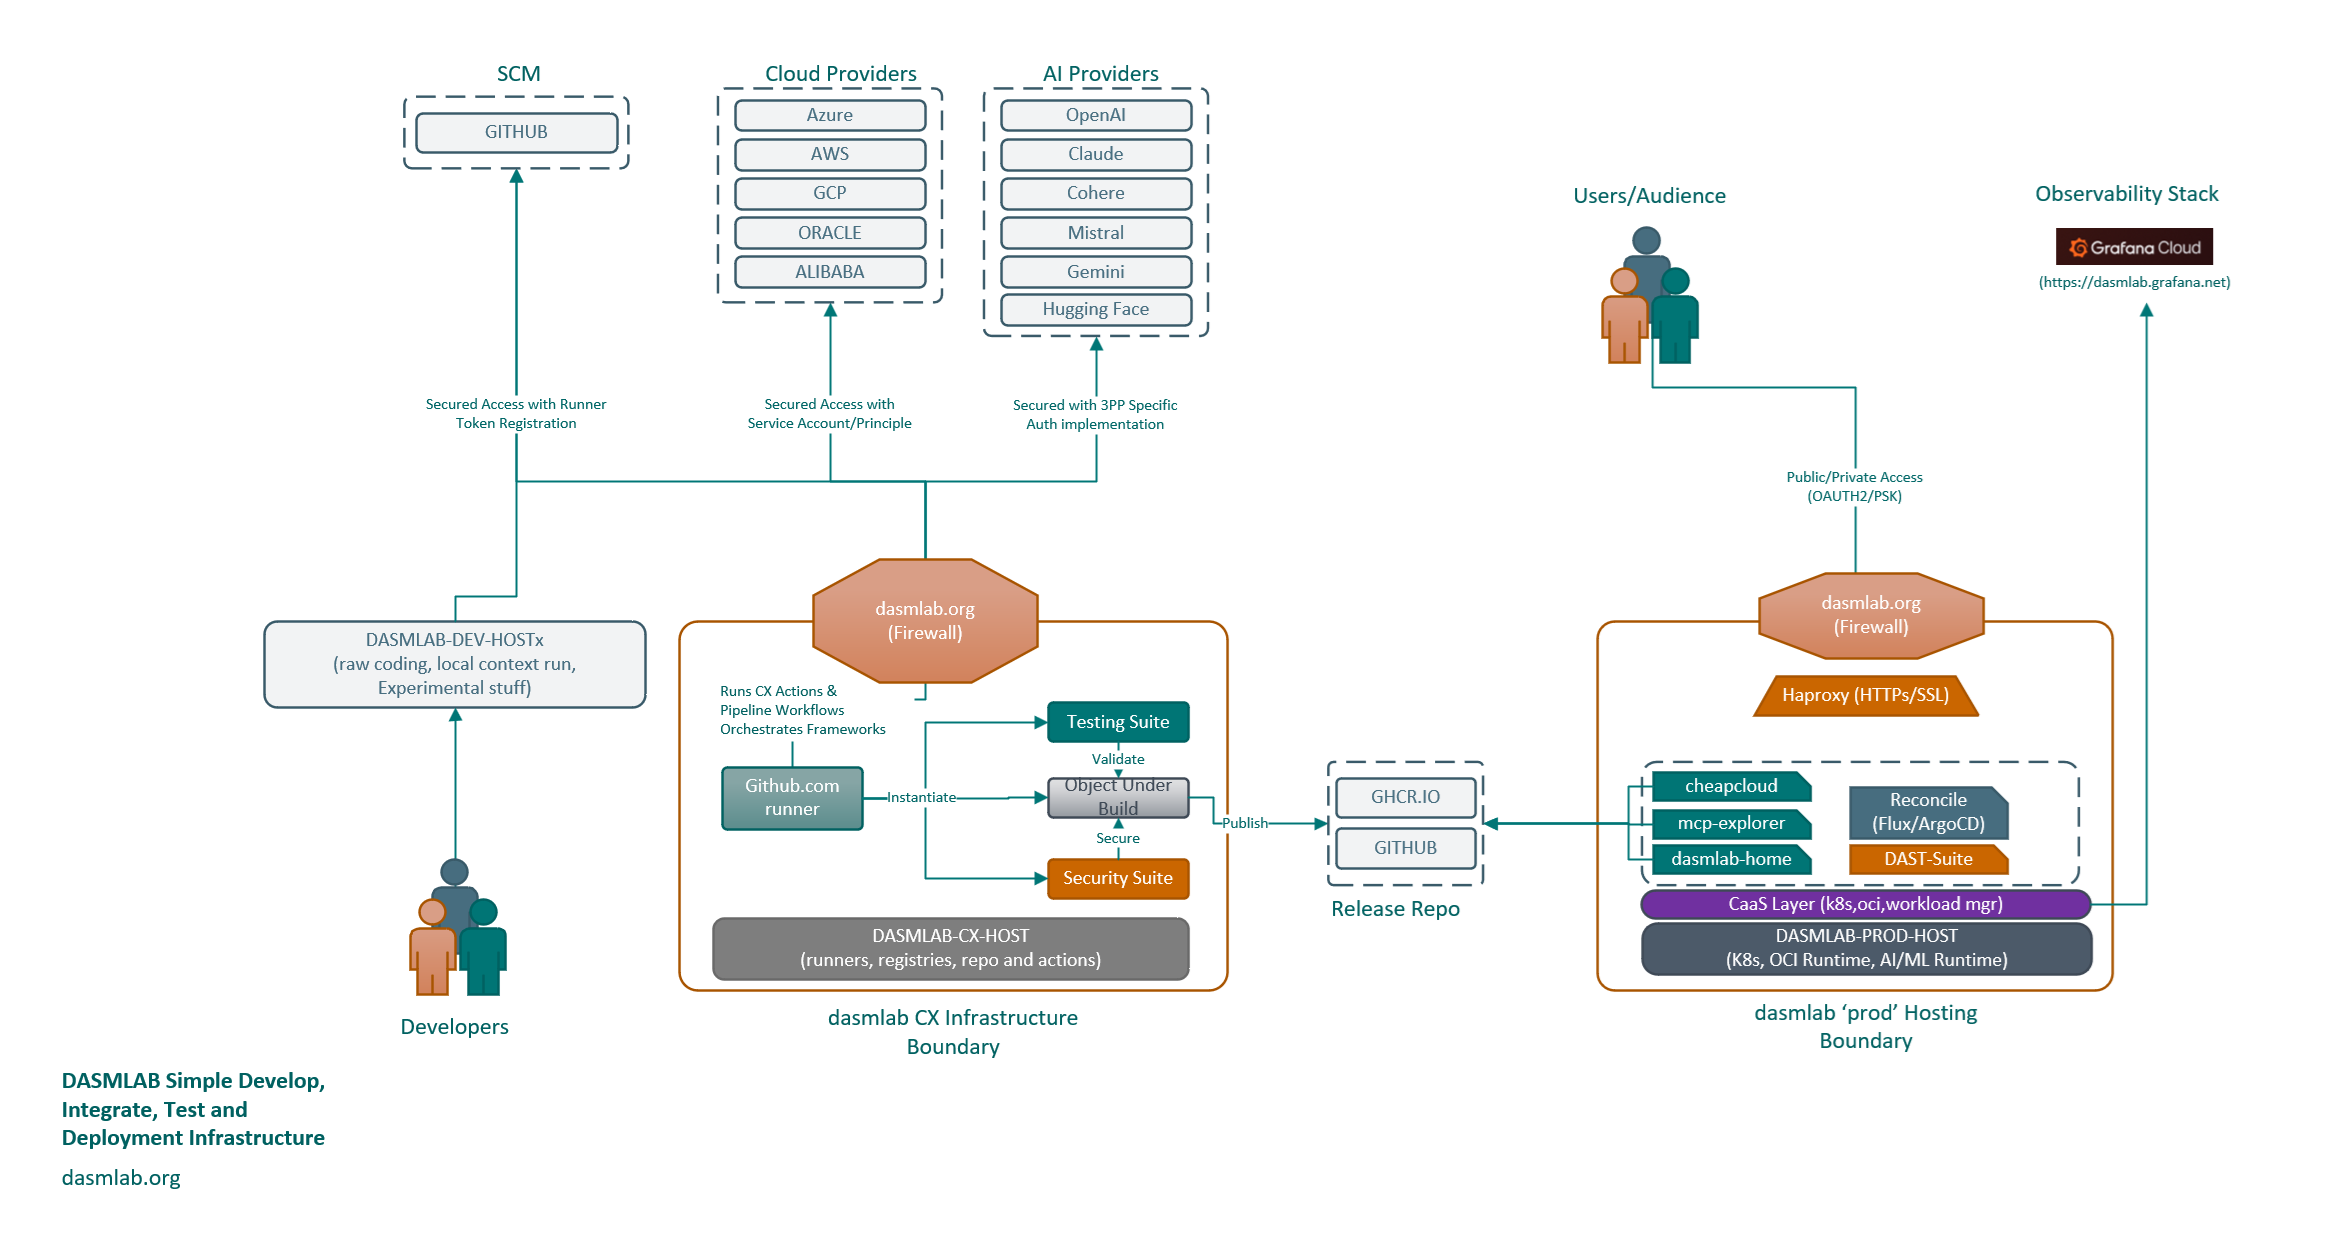 SCM
GITHUB
Cloud Providers
Azure
AWS
GCP
ORACLE
ALIBABA
AI Providers
OpenAI
Claude
Cohere
Mistral
Gemini
Hugging Face
Users/Audience
Observability Stack
Grafana Cloud
(https://dasmlab.grafana.net)
Secured Access with Runner
Token Registration
Secured Access with
Service Account/Principle
Secured with 3PP Specific
Auth implementation
Public/Private Access
(OAUTH2/PSK)
DASMLAB-DEV-HOSTx
(raw coding, local context run,
Experimental stuff)
Developers
dasmlab.org
(Firewall)
Runs CX Actions &
Pipeline Workflows
Orchestrates Frameworks
Github.com
runner
Instantiate
Testing Suite
Validate
Object Under
Build
Secure
Security Suite
DASMLAB-CX-HOST
(runners, registries, repo and actions)
dasmlab CX Infrastructure
Boundary
Publish
GHCR.IO
GITHUB
Release Repo
dasmlab.org
(Firewall)
Haproxy (HTTPs/SSL)
cheapcloud
mcp-explorer
dasmlab-home
Reconcile
(Flux/ArgoCD)
DAST-Suite
CaaS Layer (k8s,oci,workload mgr)
DASMLAB-PROD-HOST
(K8s, OCI Runtime, AI/ML Runtime)
dasmlab ‘prod’ Hosting
Boundary
DASMLAB Simple Develop,
Integrate, Test and
Deployment Infrastructure
dasmlab.org